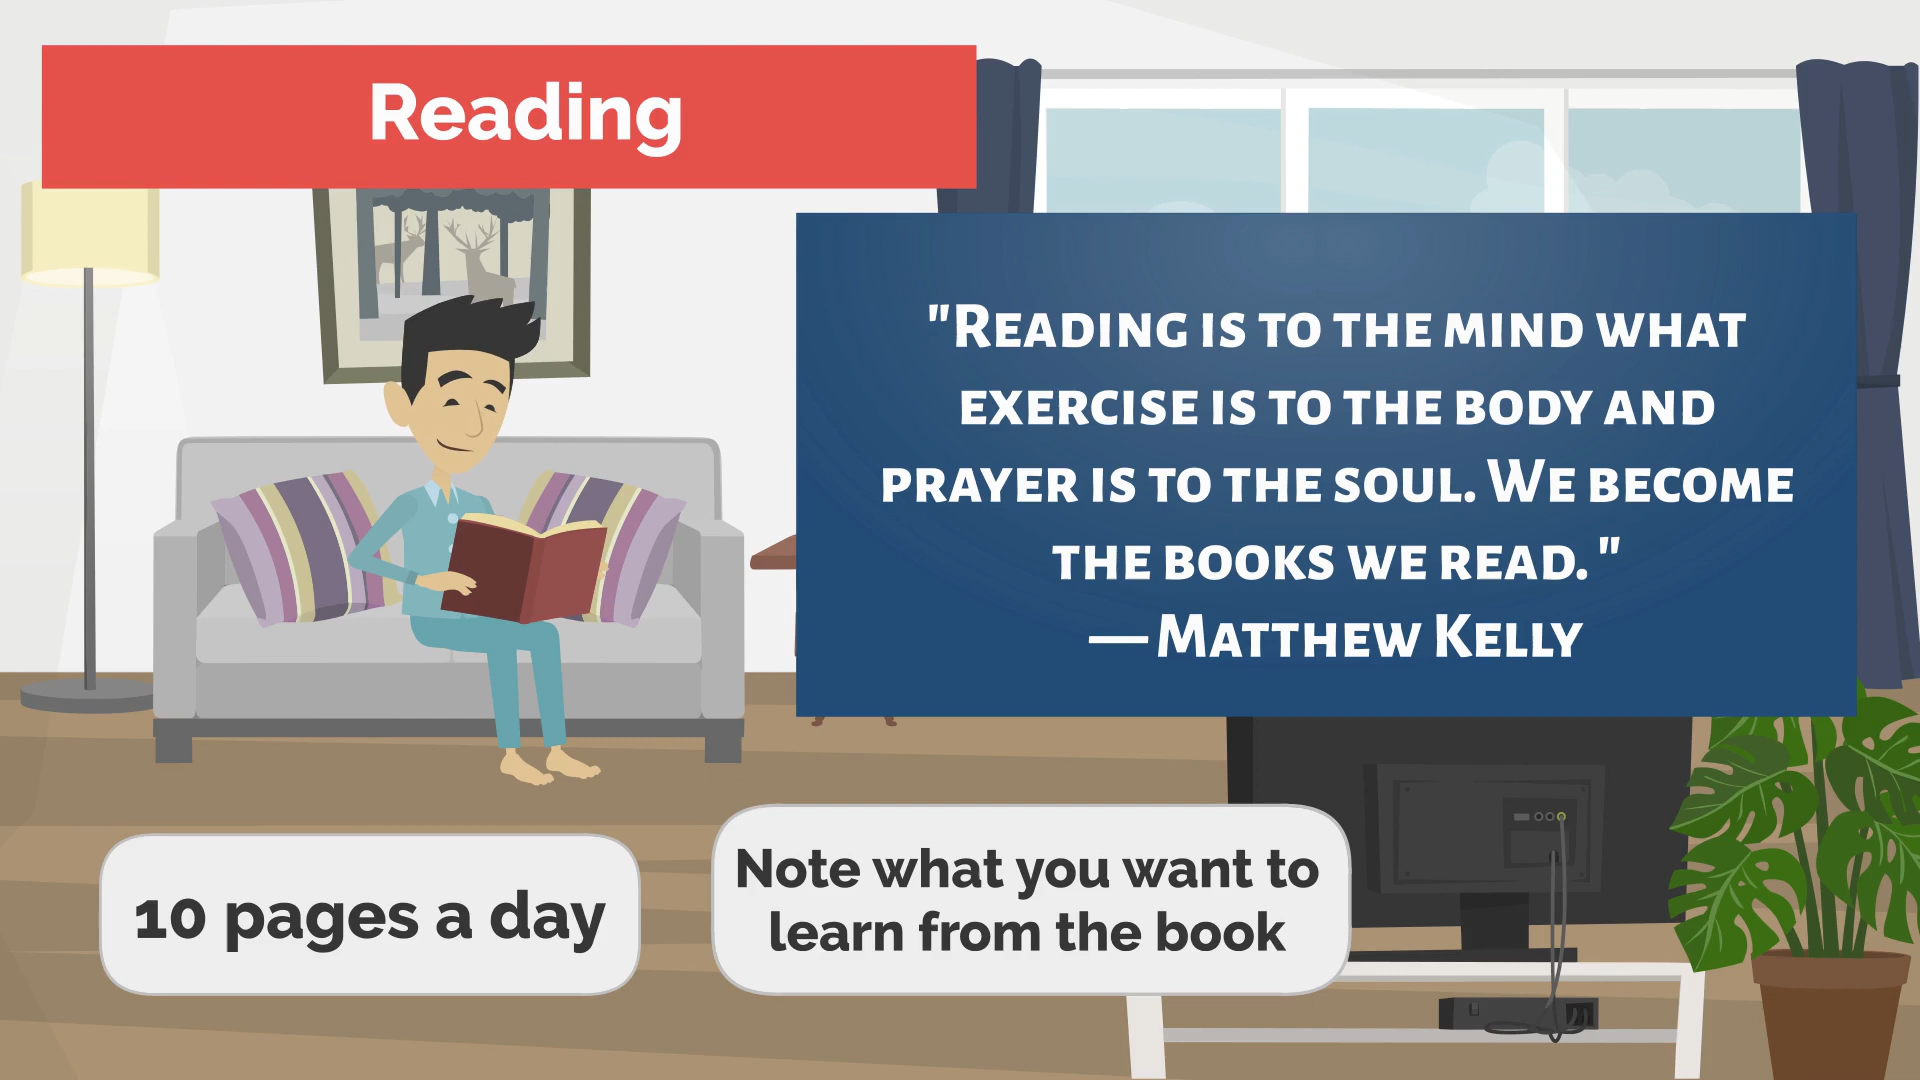 Reading
"Reading is to the mind what
exercise is to the body and
prayer is to the soul. We become
the books we read. "
— Matthew Kelly
10 pages a day
Note what you want to
learn from the book